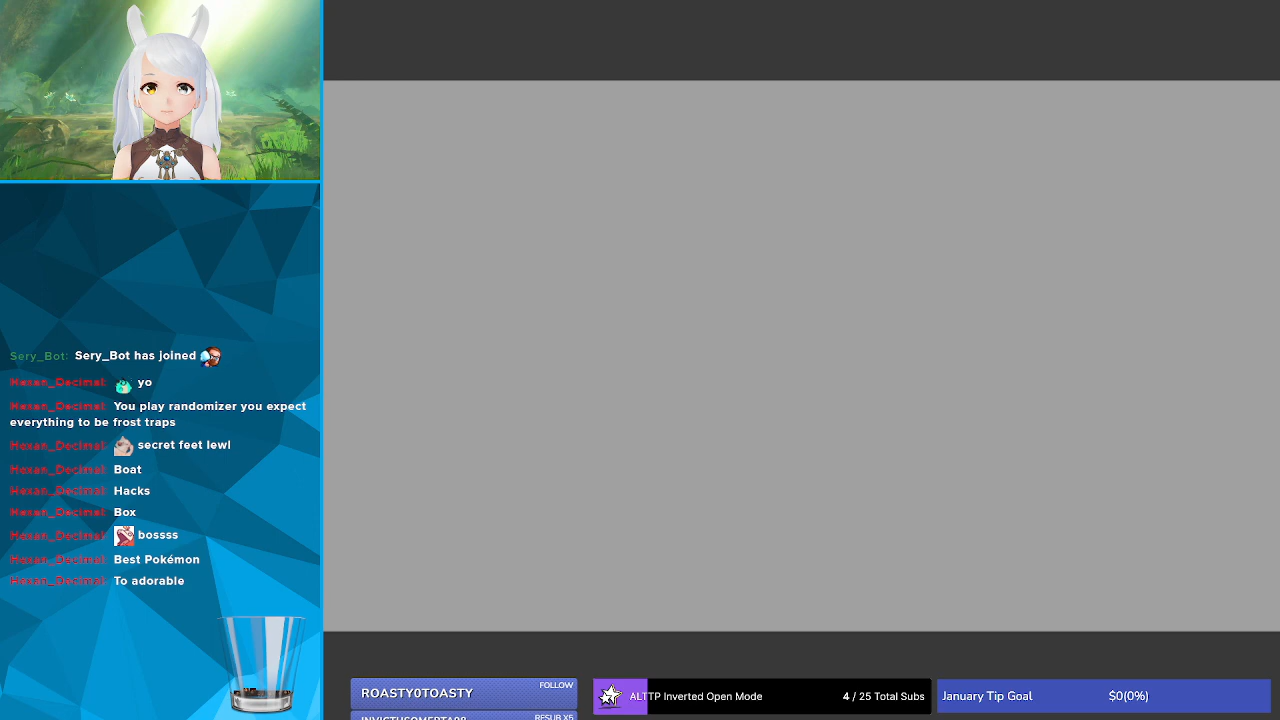 Sery_Bot: Sery_Bot has joined
Hexan_Decimal: yo
Hexan_Decimal: You play randomizer you expect
everything to be frost traps
Hexan_Decimal: secret feet lewl
Hexan_Decimal: Boat
Hexan_Decimal: Hacks
Hexan_Decimal: Box
Hexan_Decimal: bossss
Hexan_Decimal: Best Pokémon
Hexan_Decimal: To adorable
ROASTY0TOASTY FOLLOW
RESUB X5
ALTTP Inverted Open Mode 4 / 25 Total Subs
January Tip Goal $0(0%)